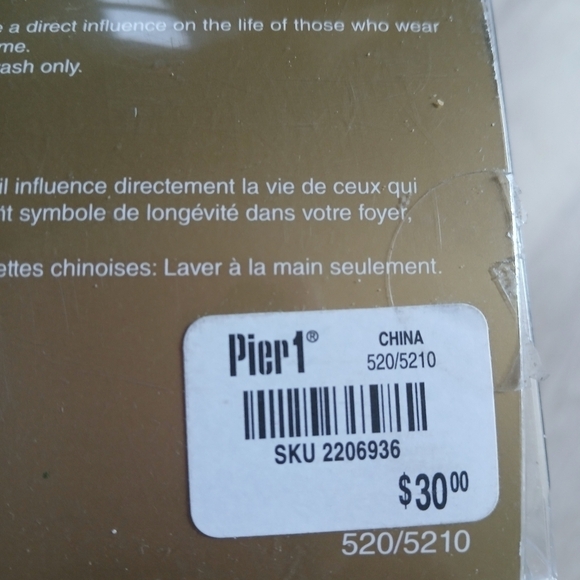 a direct influence on the life of those who wear
me.
ash only.
il influence directement la vie de ceux qui
it symbole de longévité dans votre foyer,
ettes chinoises: Laver à la main seulement.
Pier1®
CHINA
520/5210
SKU 2206936
$3000
520/5210